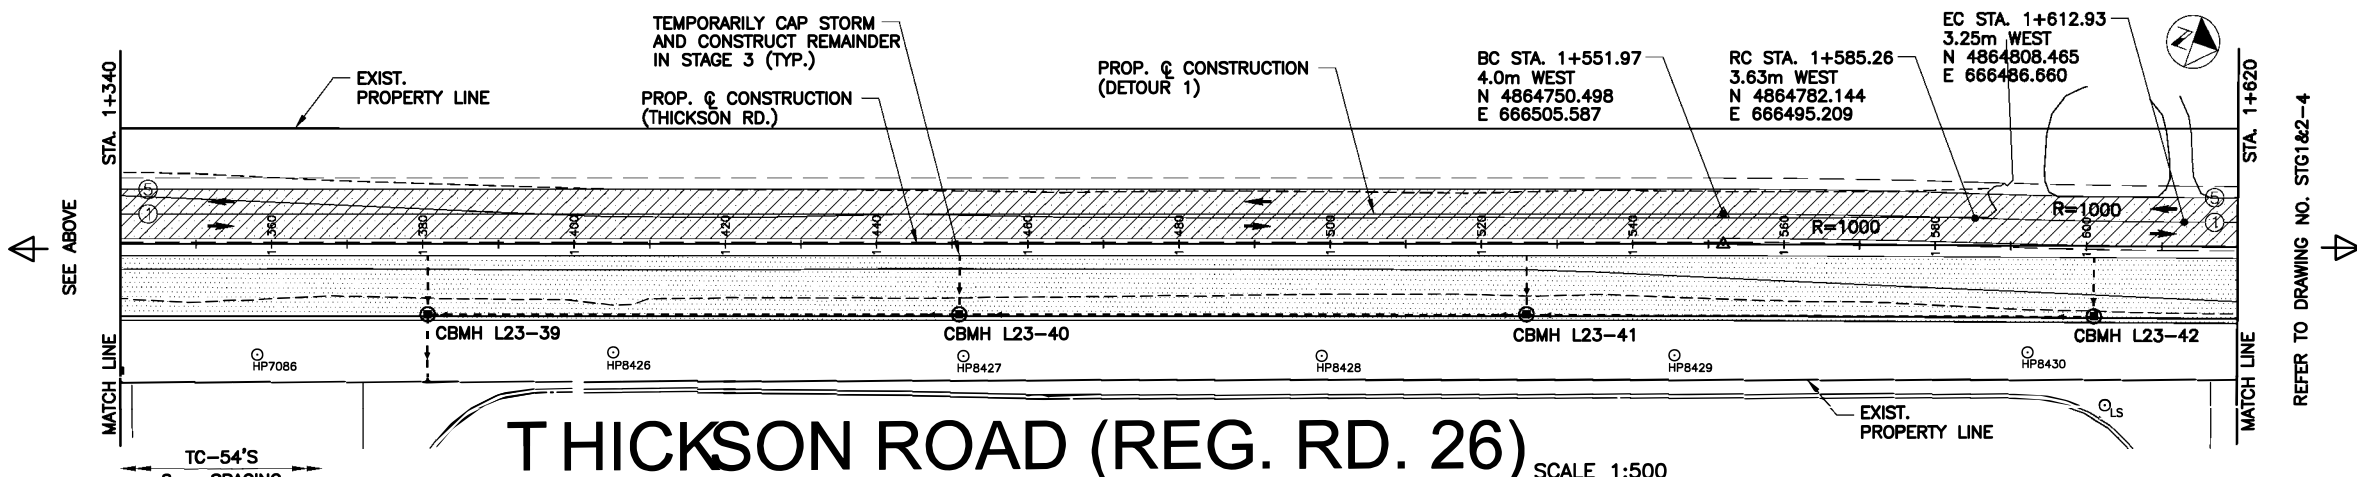 TEMPORARILY CAP STORM
AND CONSTRUCT REMAINDER
IN STAGE 3 (TYP.)
EXIST.
PROPERTY LINE
PROP. ℄ CONSTRUCTION
(THICKSON RD.)
PROP. ℄ CONSTRUCTION
(DETOUR 1)
BC STA. 1+551.97
4.0m WEST
N 4864750.498
E 666505.587
RC STA. 1+585.26
3.63m WEST
N 4864782.144
E 666495.209
EC STA. 1+612.93
3.25m WEST
N 4864808.465
E 666486.660
N
STA. 1+340
STA. 1+620
SEE ABOVE
REFER TO DRAWING NO. STG1&2-4
5
1
5
1
R=1000
R=1000
1 360
1 380
1 400
1 420
1 440
1 460
1 480
1 500
1 520
1 540
1 560
1 580
1 600
CBMH L23-39
CBMH L23-40
CBMH L23-41
CBMH L23-42
HP7086
HP8426
HP8427
HP8428
HP8429
HP8430
LS
MATCH LINE
MATCH LINE
EXIST.
PROPERTY LINE
TC-54'S
THICKSON ROAD (REG. RD. 26)
SCALE 1:500
SPACING